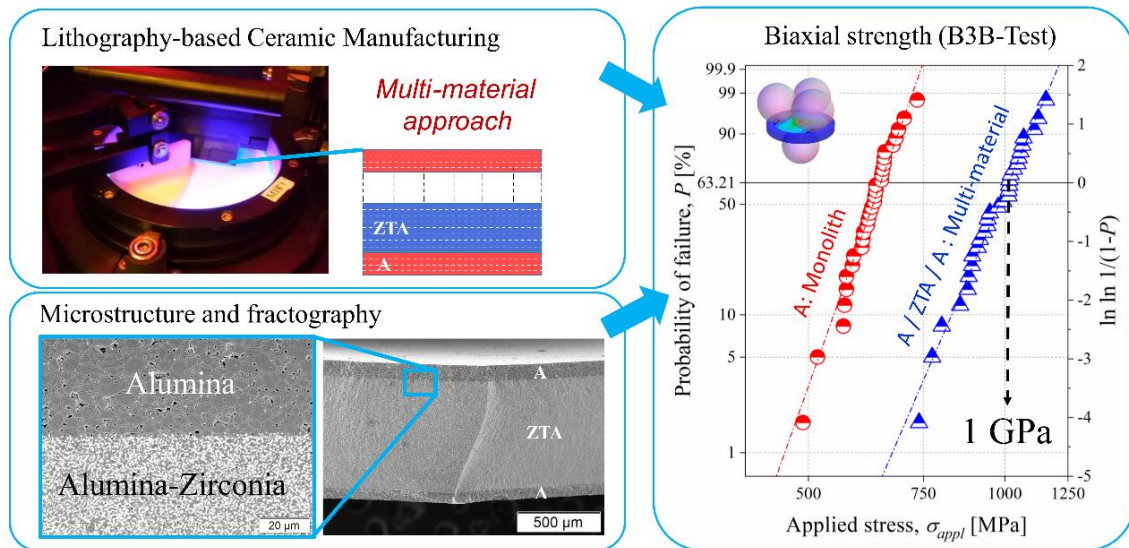 Lithography-based Ceramic Manufacturing
Multi-material
approach
ZTA
A
Microstructure and fractography
Alumina
Alumina-Zirconia
20 µm
A
ZTA
A
500 µm
Biaxial strength (B3B-Test)
Probability of failure, P [%]
99.9
99
90
63.21
50
10
5
1
A: Monolith
A / ZTA / A : Multi-material
1 GPa
2
1
0
-1
-2
-3
-4
-5
ln ln 1/(1-P)
500
750
1000
1250
Applied stress, σappl [MPa]